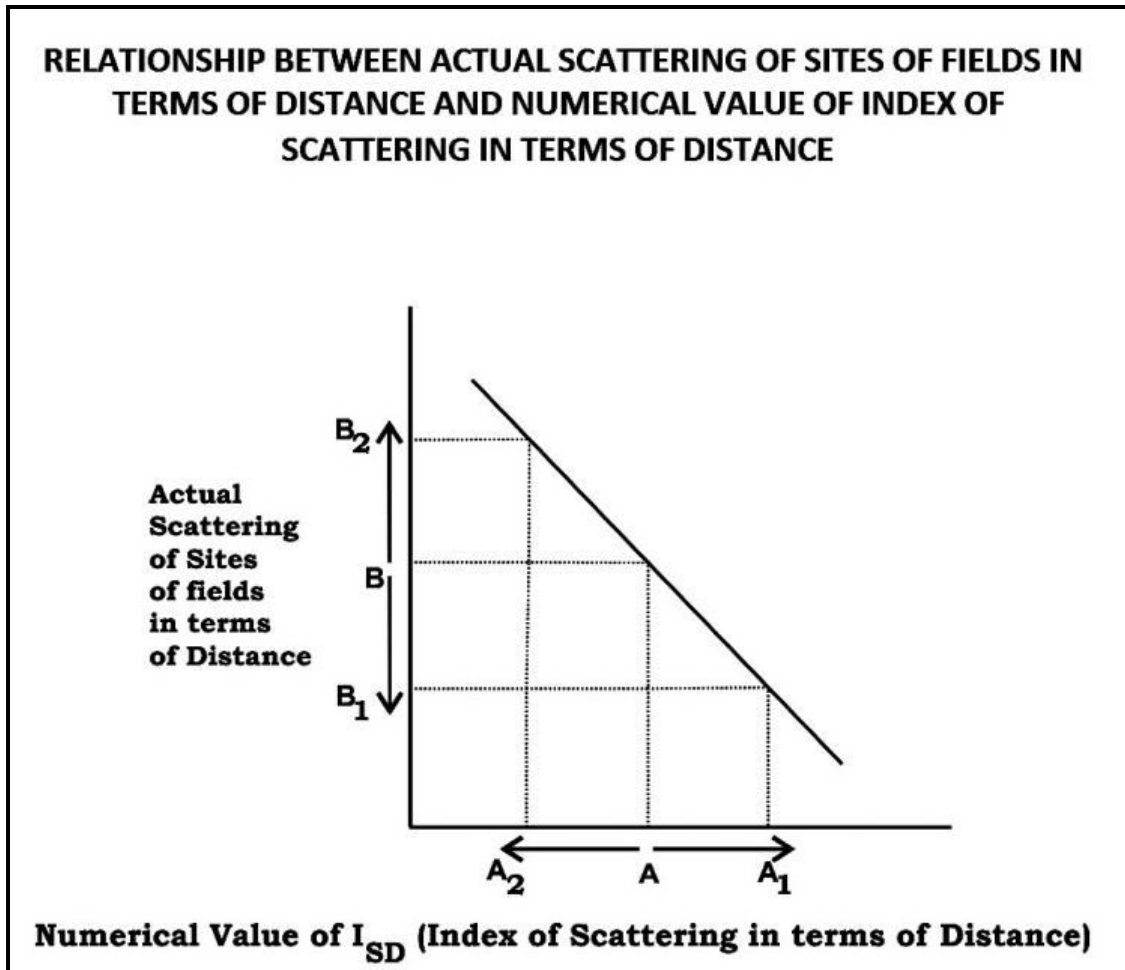 RELATIONSHIP BETWEEN ACTUAL SCATTERING OF SITES OF FIELDS IN
TERMS OF DISTANCE AND NUMERICAL VALUE OF INDEX OF
SCATTERING IN TERMS OF DISTANCE
B2
Actual
Scattering
of Sites
of fields
in terms
of Distance
B
B1
A2 A A1
Numerical Value of ISD (Index of Scattering in terms of Distance)